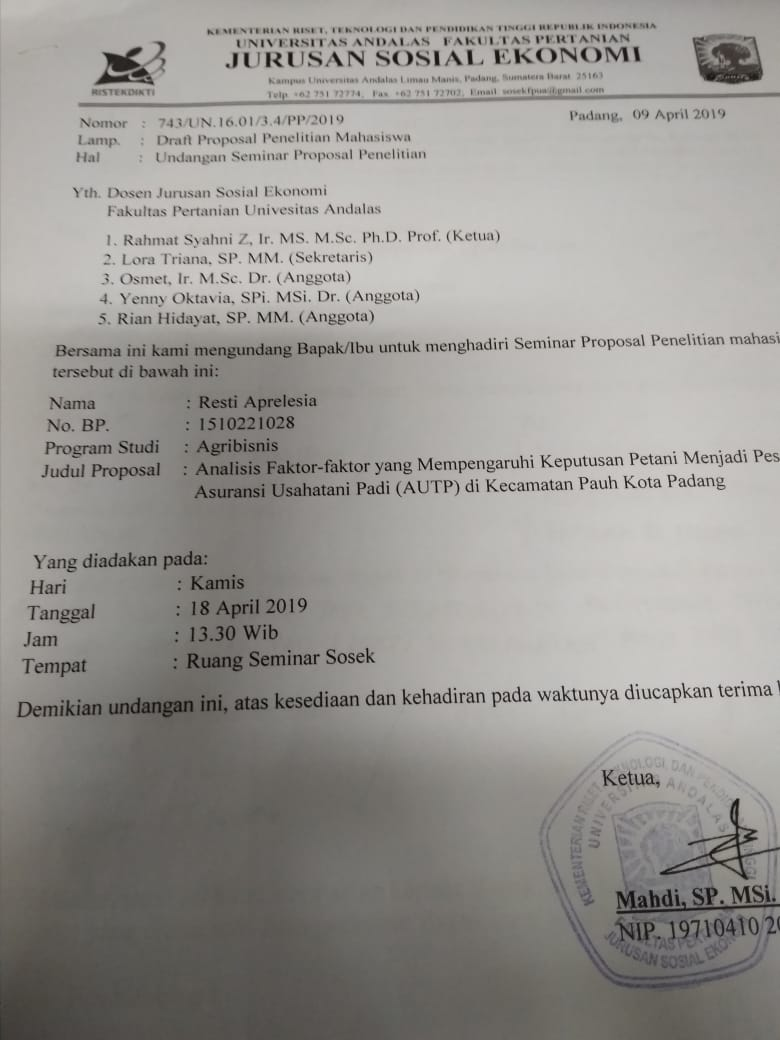 KEMENTERIAN RISET, TEKNOLOGI DAN PENDIDIKAN TINGGI REPUBLIK INDONESIA
UNIVERSITAS ANDALAS FAKULTAS PERTANIAN
JURUSAN SOSIAL EKONOMI
Kampus Universitas Andalas Limau Manis, Padang, Sumatera Barat 25163
Telp. +62 751 72774, Fax. +62 751 72702, Email. sosekfpua@gmail.com
RISTEKDIKTI
Nomor : 743/UN.16.01/3.4/PP/2019 Padang, 09 April 2019
Lamp. : Draft Proposal Penelitian Mahasiswa
Hal : Undangan Seminar Proposal Penelitian
Yth. Dosen Jurusan Sosial Ekonomi
Fakultas Pertanian Univesitas Andalas
1. Rahmat Syahni Z, Ir. MS. M.Sc. Ph.D. Prof. (Ketua)
2. Lora Triana, SP. MM. (Sekretaris)
3. Osmet, Ir. M.Sc. Dr. (Anggota)
4. Yenny Oktavia, SPi. MSi. Dr. (Anggota)
5. Rian Hidayat, SP. MM. (Anggota)
Bersama ini kami mengundang Bapak/Ibu untuk menghadiri Seminar Proposal Penelitian mahasi
tersebut di bawah ini:
Nama : Resti Aprelesia
No. BP. : 1510221028
Program Studi : Agribisnis
Judul Proposal : Analisis Faktor-faktor yang Mempengaruhi Keputusan Petani Menjadi Pes
Asuransi Usahatani Padi (AUTP) di Kecamatan Pauh Kota Padang
Yang diadakan pada:
Hari : Kamis
Tanggal : 18 April 2019
Jam : 13.30 Wib
Tempat : Ruang Seminar Sosek
Demikian undangan ini, atas kesediaan dan kehadiran pada waktunya diucapkan terima
Ketua,
Mahdi, SP. MSi.
NIP. 19710410 20
UNIVERSITAS ANDALAS
JURUSAN SOSIAL EKONOMI